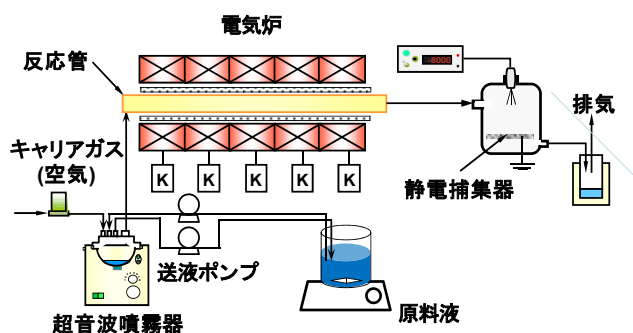 電気炉
反応管
-8000
排気
キャリアガス
(空気)
K K K K K
静電捕集器
送液ポンプ
原料液
超音波噴霧器